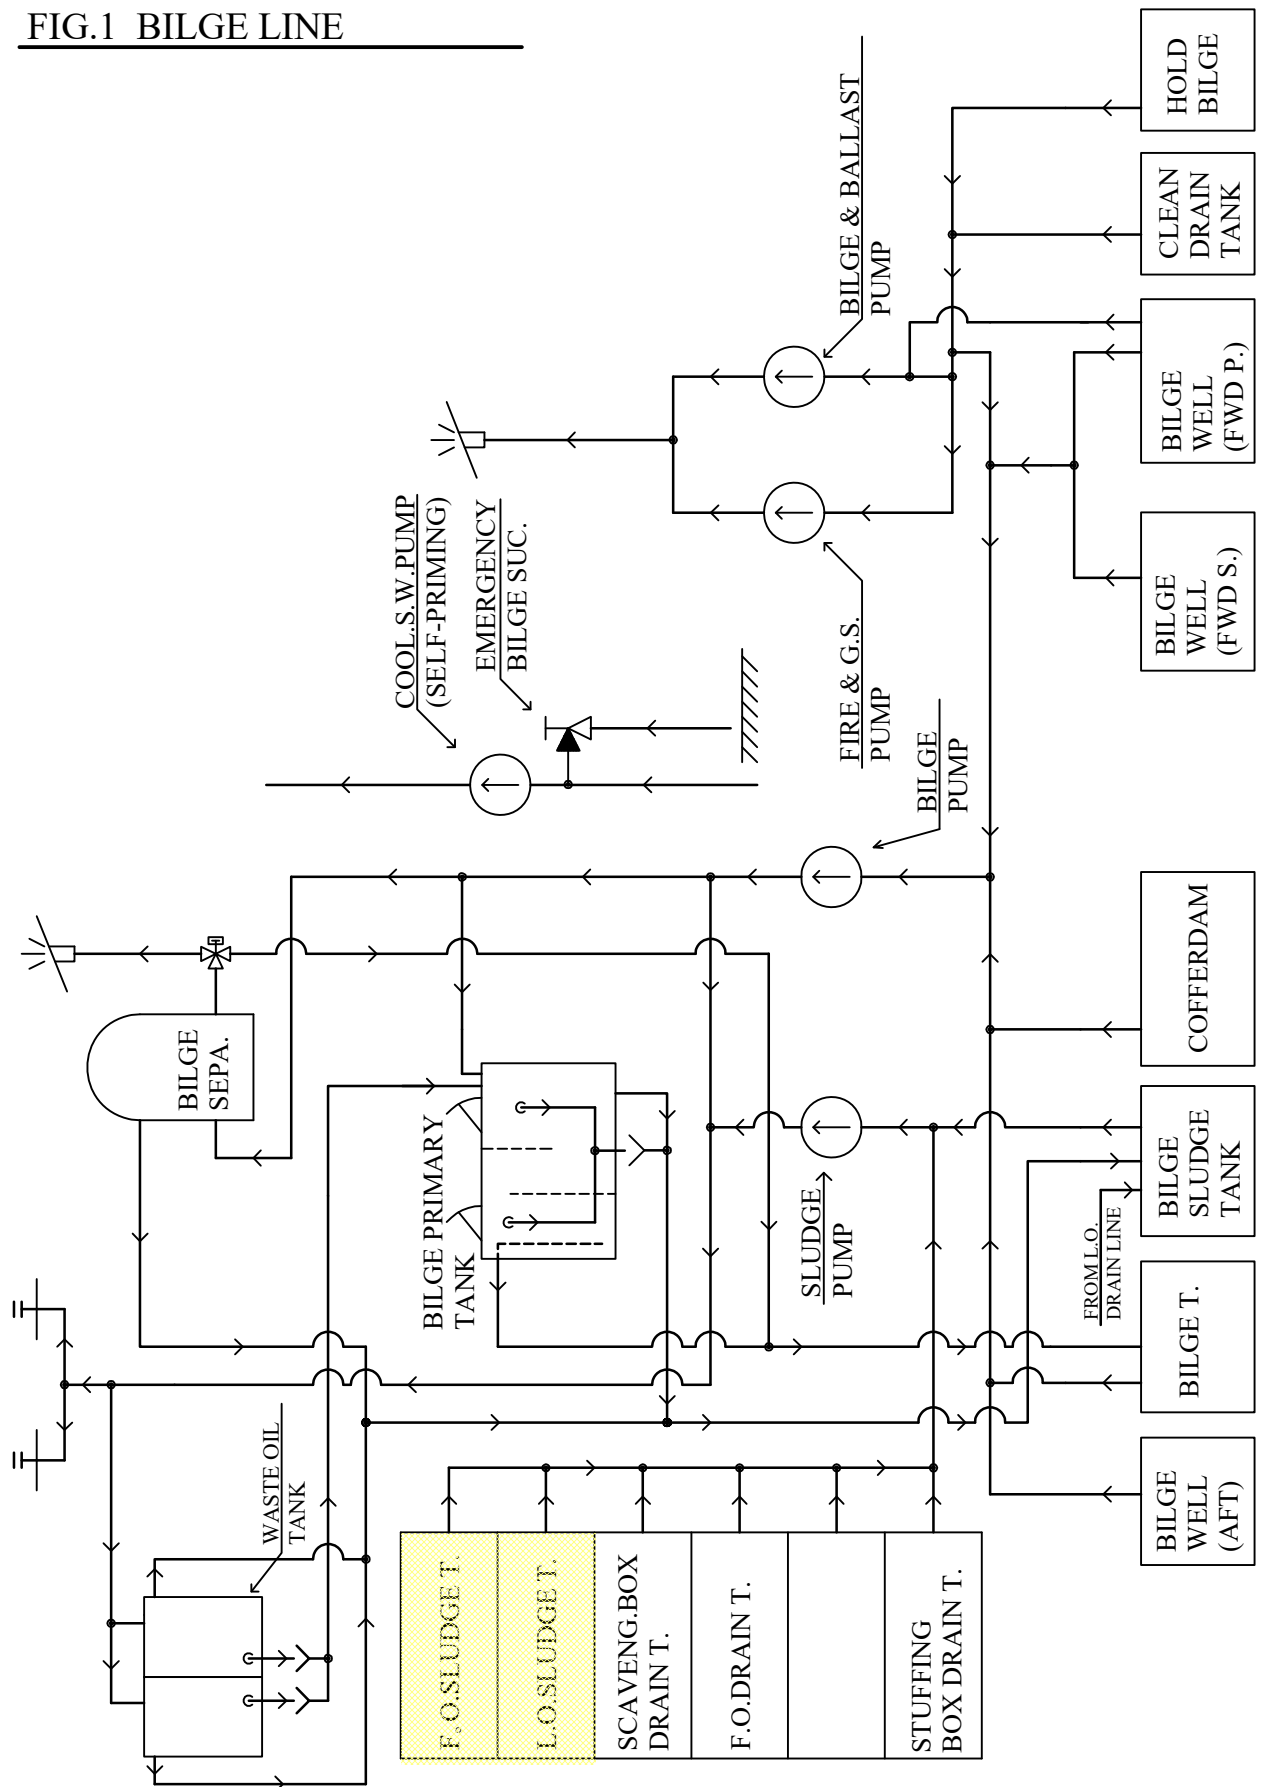 FIG.1 BILGE LINE
HOLD
BILGE
CLEAN
DRAIN
TANK
BILGE
WELL
(FWD P.)
BILGE
WELL
(FWD S.)
COFFERDAM
BILGE
SLUDGE
TANK
BILGE T.
BILGE
WELL
(AFT)
BILGE & BALLAST
PUMP
FIRE & G.S.
PUMP
BILGE
PUMP
COOL.S.W.PUMP
(SELF-PRIMING)
EMERGENCY
BILGE SUC.
BILGE
SEPA.
BILGE PRIMARY
TANK
SLUDGE
PUMP
FROM L.O.
DRAIN LINE
WASTE OIL
TANK
F.O.SLUDGE T.
L.O.SLUDGE T.
SCAVENG.BOX
DRAIN T.
F.O.DRAIN T.
STUFFING
BOX DRAIN T.